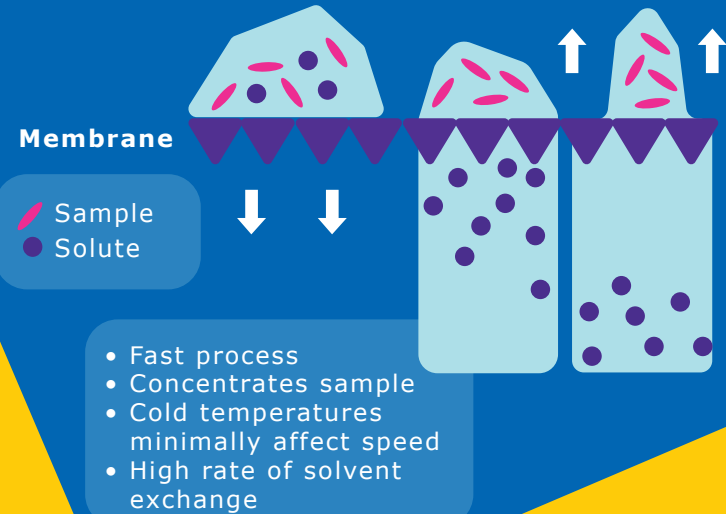 Membrane
Sample
Solute
• Fast process
• Concentrates sample
• Cold temperatures
minimally affect speed
• High rate of solvent
exchange